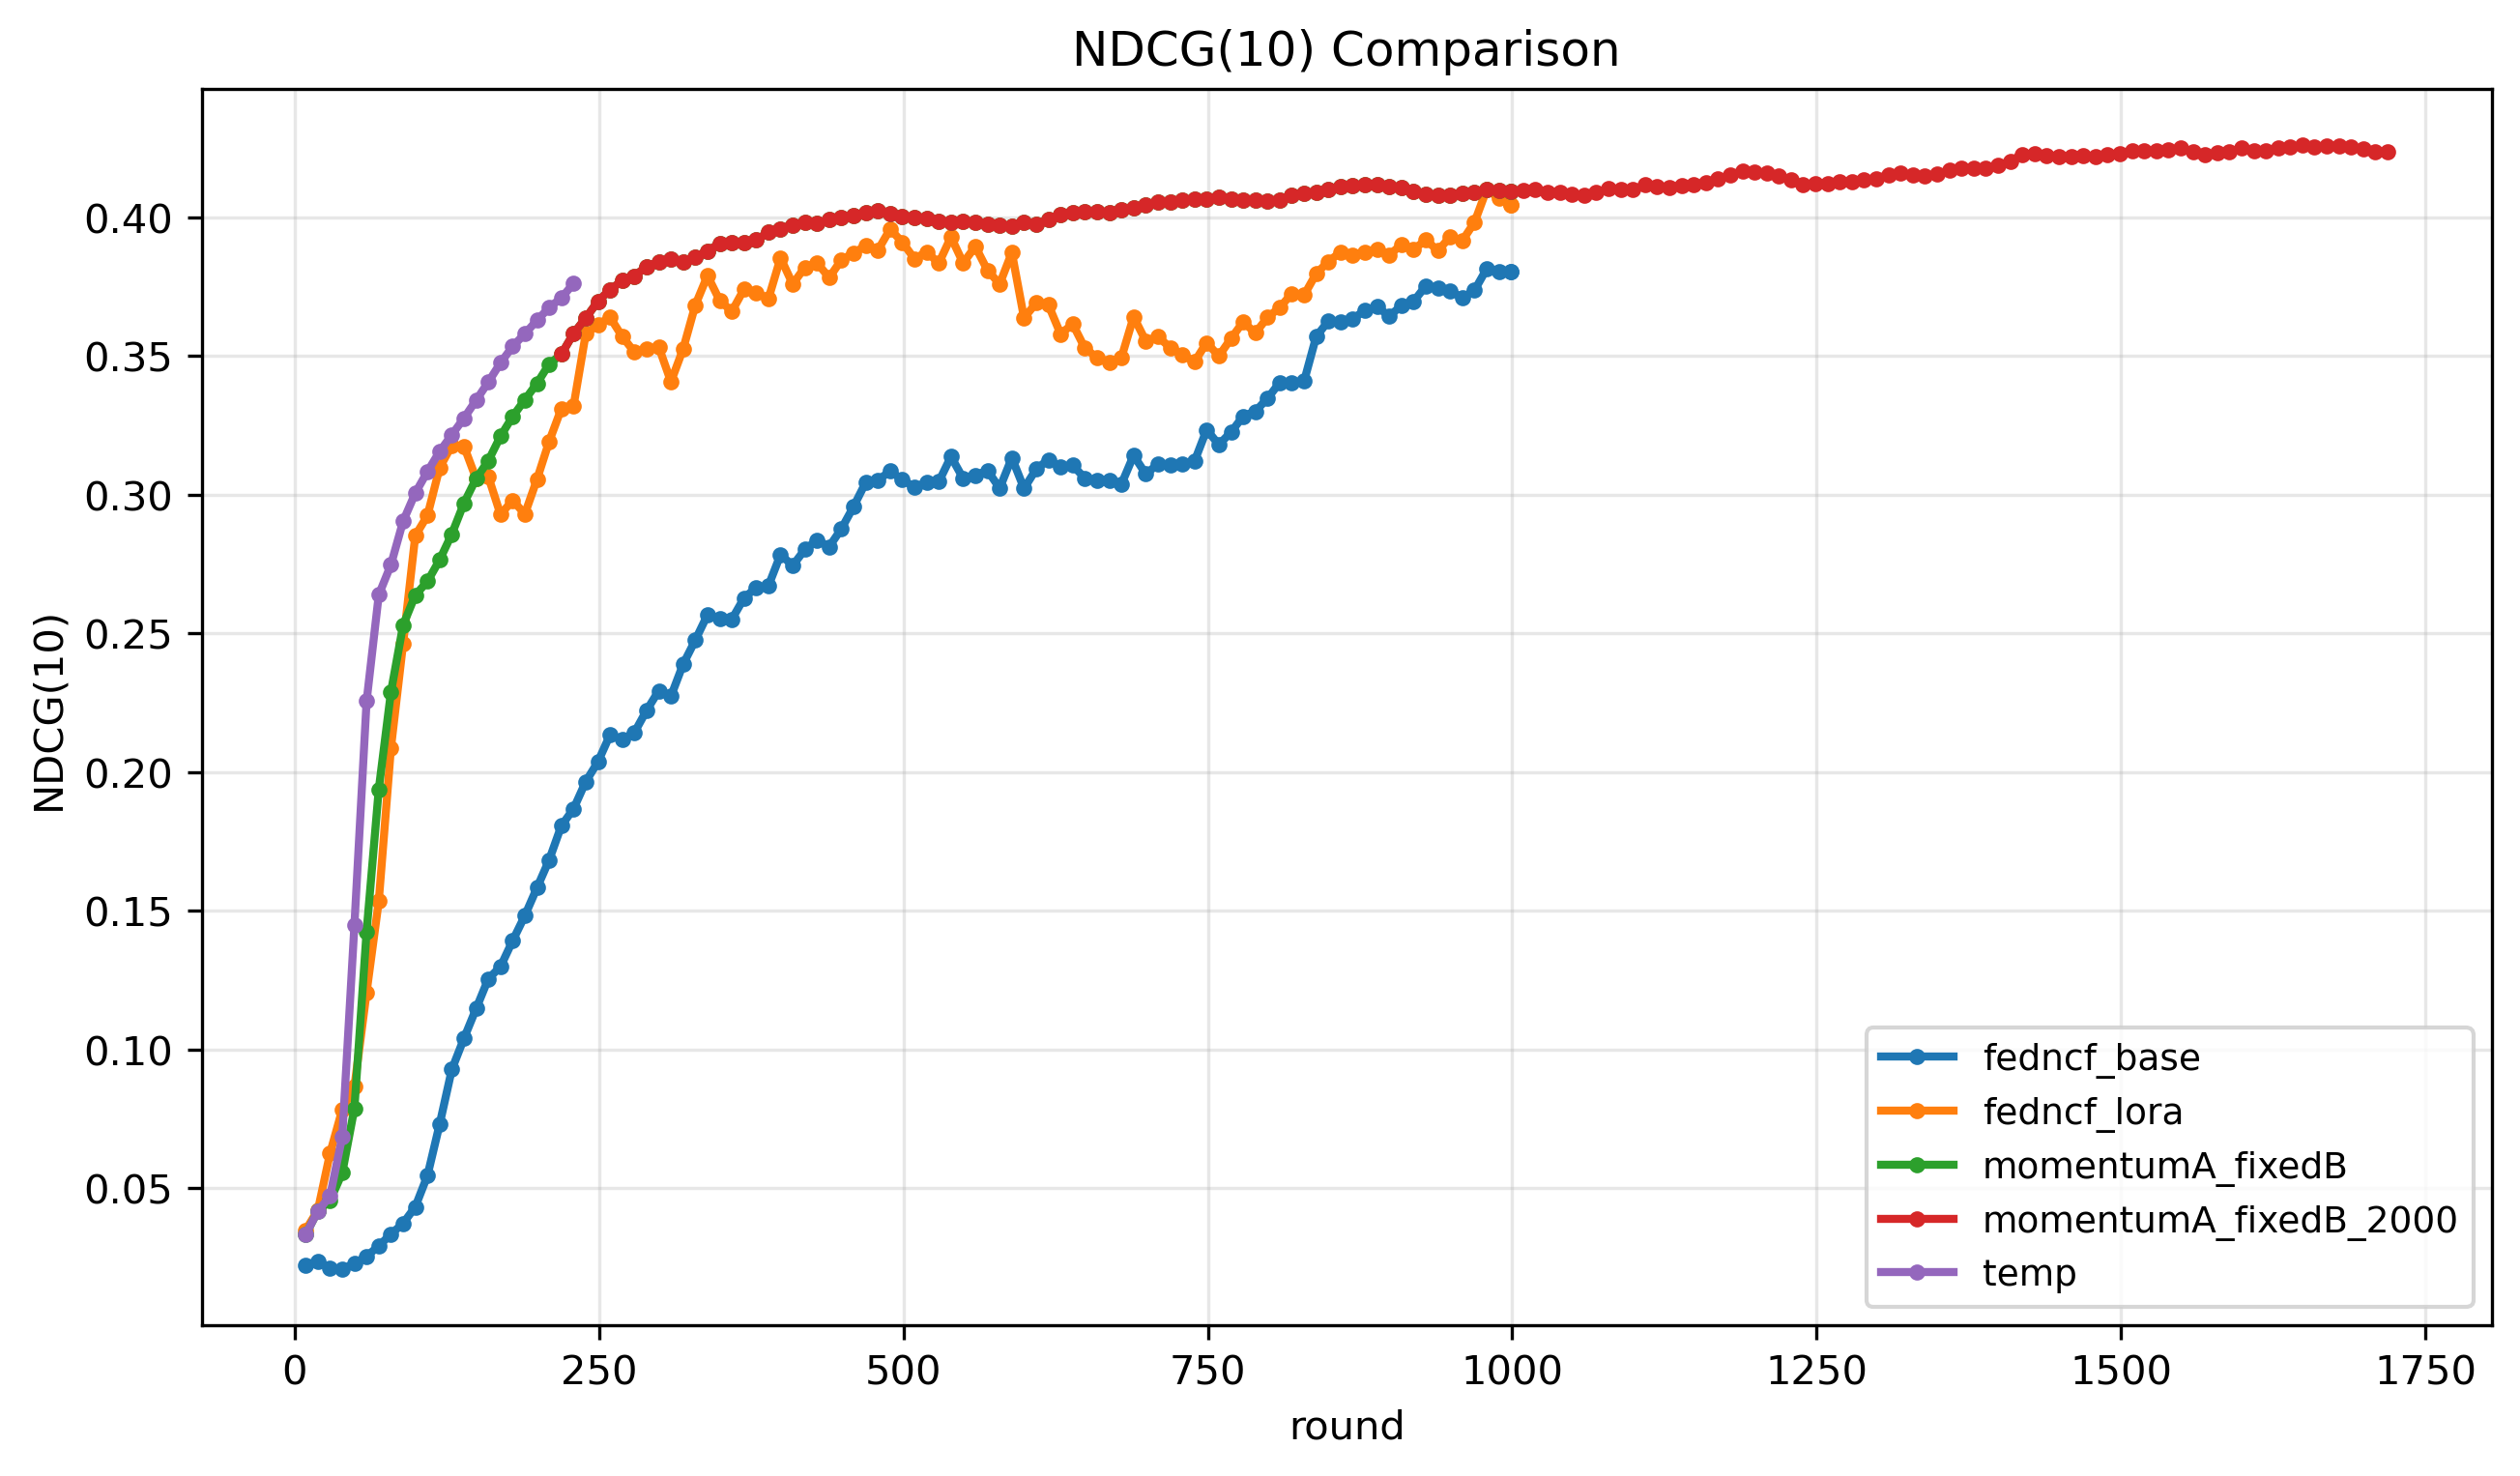 NDCG(10) Comparison
NDCG(10)
0.40
0.35
0.30
0.25
0.20
0.15
0.10
0.05
0 250 500 750 1000 1250 1500 1750
round
fedncf_base
fedncf_lora
momentumA_fixedB
momentumA_fixedB_2000
temp